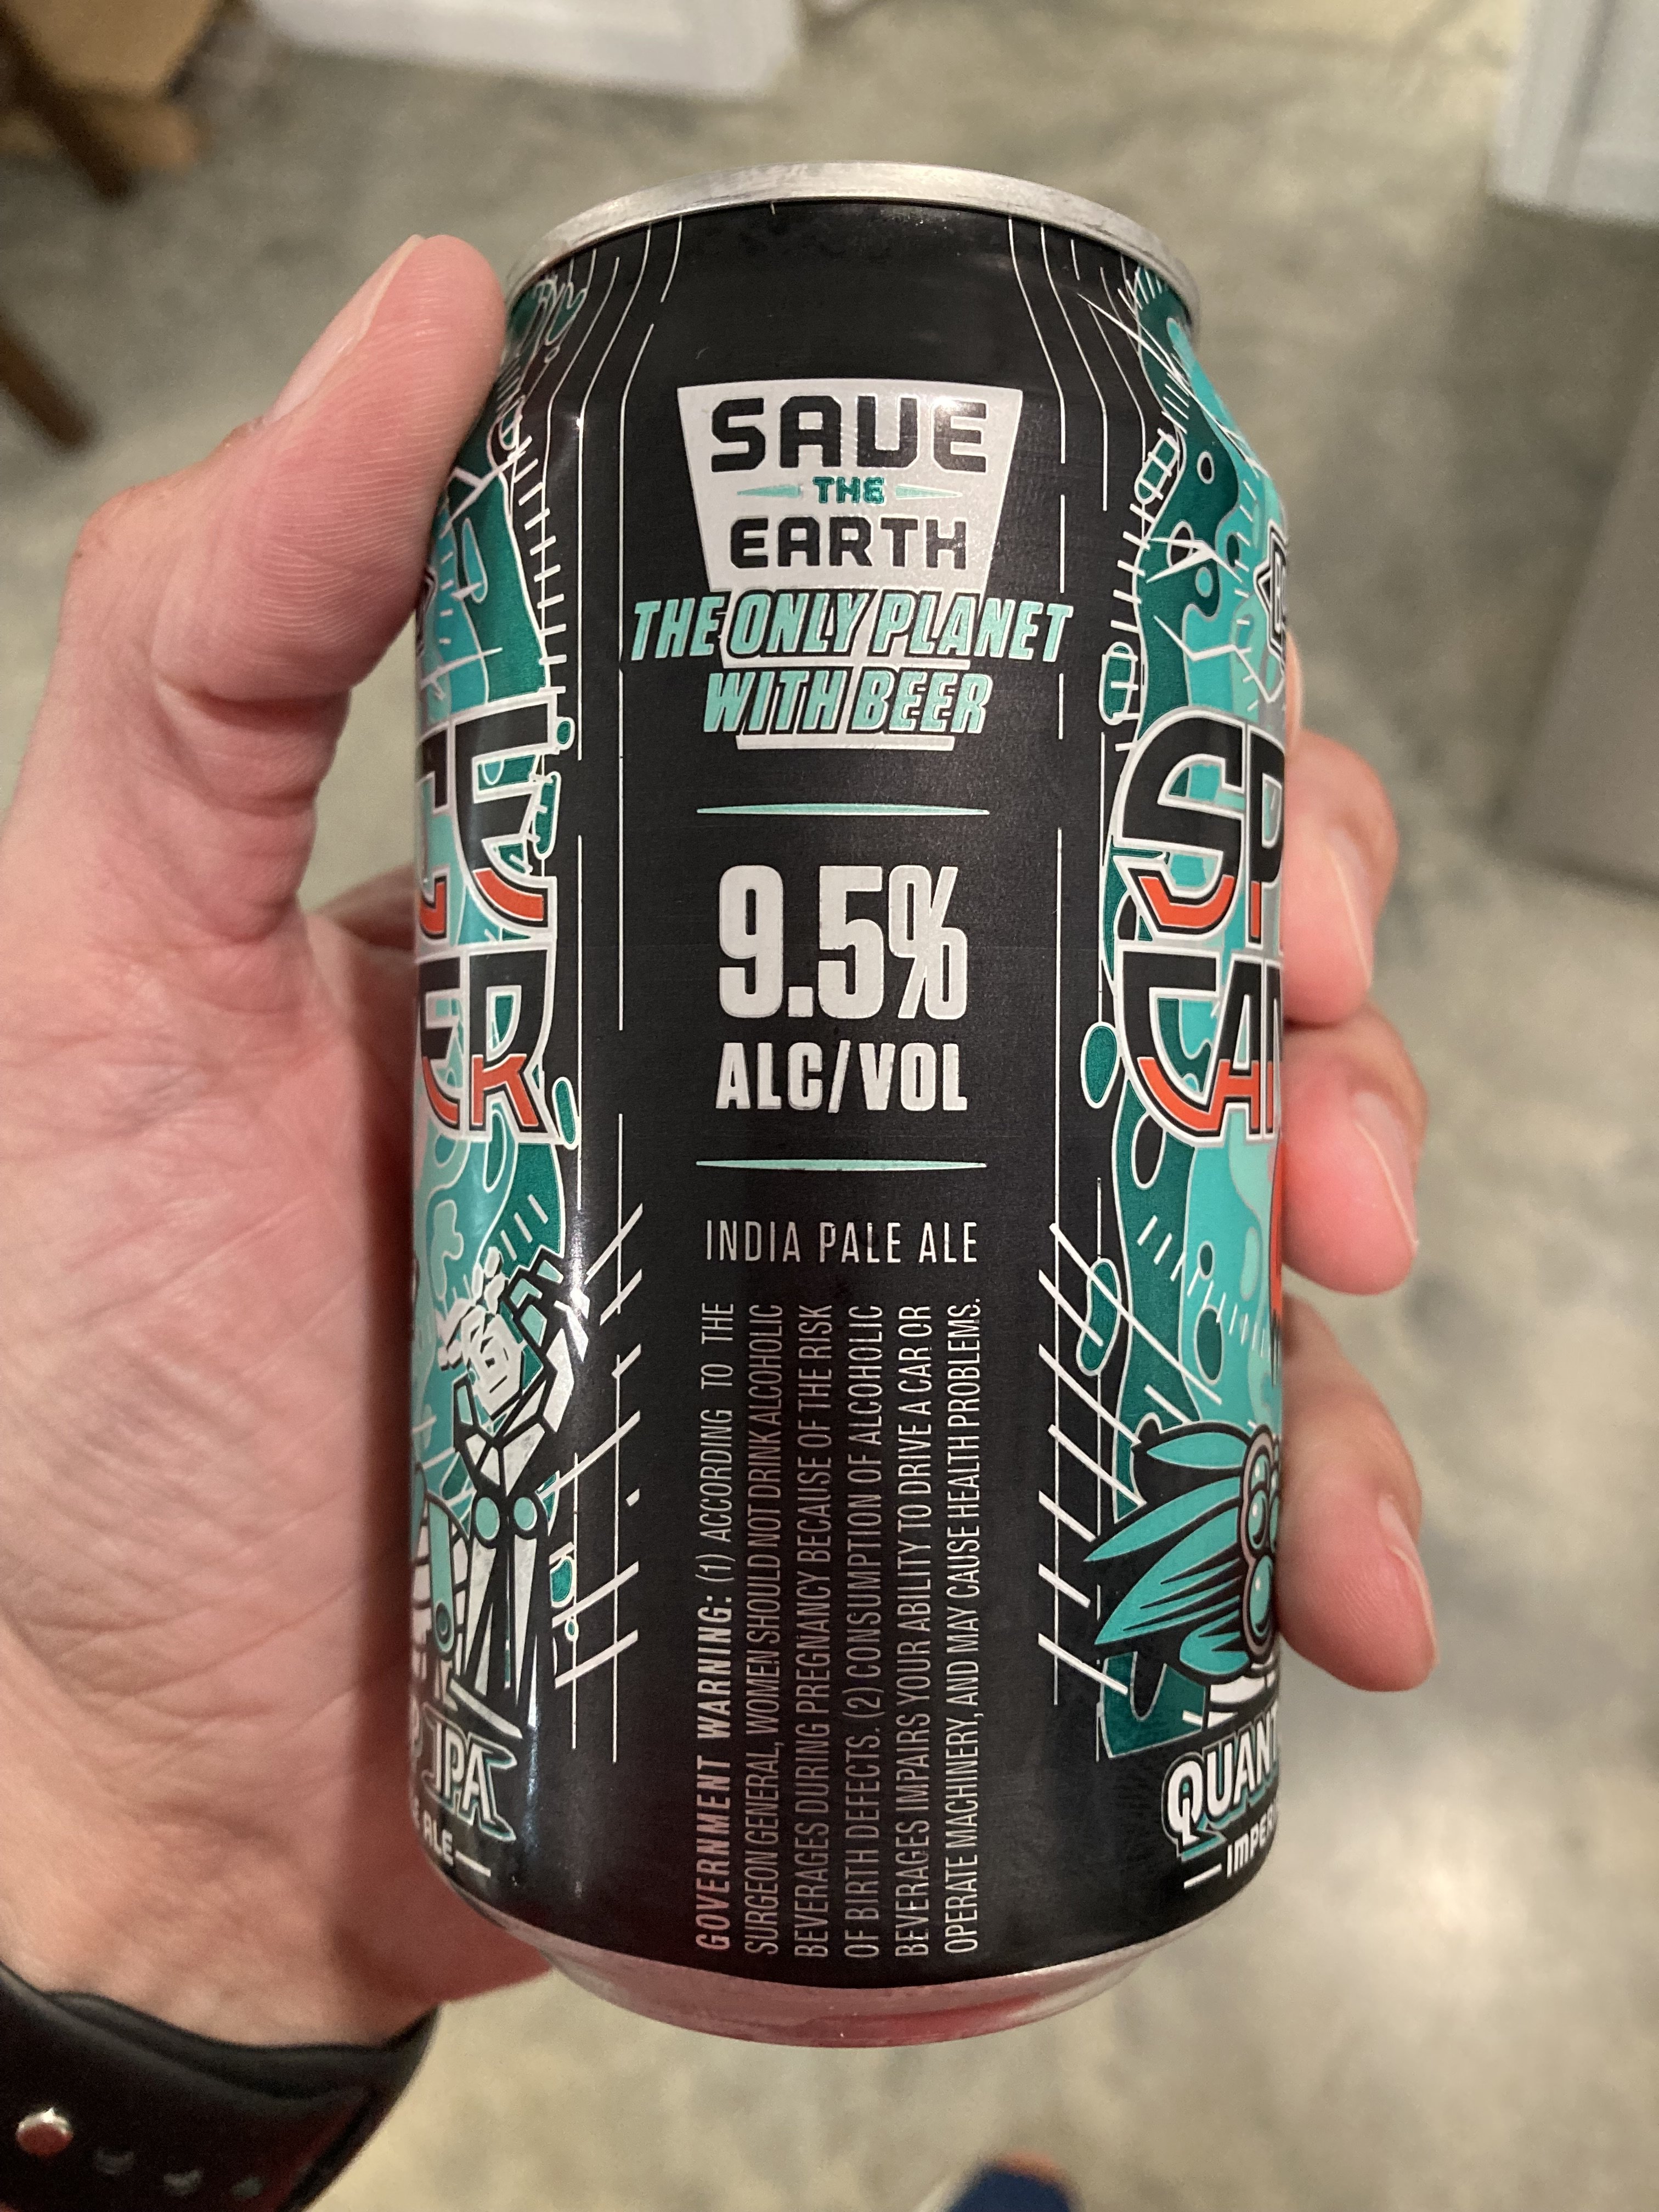 SAVE
THE
EARTH
THE ONLY PLANET
WITH BEER
9.5%
ALC/VOL
INDIA PALE ALE
GOVERNMENT WARNING: (1) ACCORDING TO THE
SURGEON GENERAL, WOMEN SHOULD NOT DRINK ALCOHOLIC
BEVERAGES DURING PREGNANCY BECAUSE OF THE RISK
OF BIRTH DEFECTS. (2) CONSUMPTION OF ALCOHOLIC
BEVERAGES IMPAIRS YOUR ABILITY TO DRIVE A CAR OR
OPERATE MACHINERY, AND MAY CAUSE HEALTH PROBLEMS.
IPA
ALE